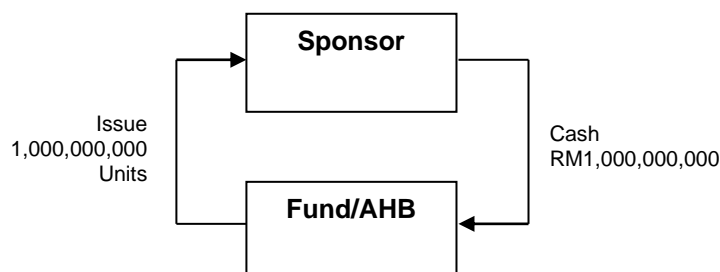 Sponsor
Issue
1,000,000,000
Units
Cash
RM1,000,000,000
Fund/AHB